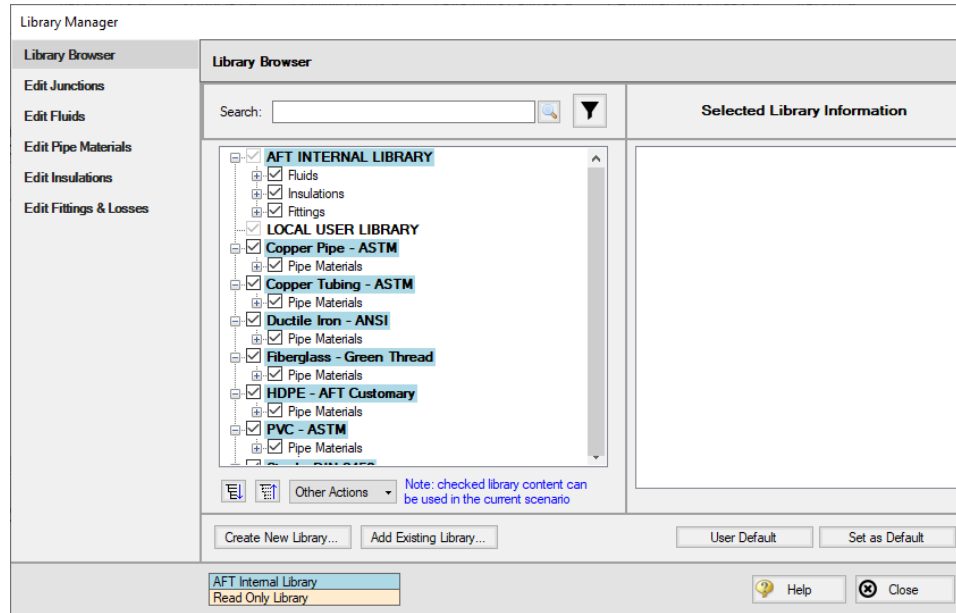 Library Manager
Library Browser
Edit Junctions
Edit Fluids
Edit Pipe Materials
Edit Insulations
Edit Fittings & Losses
Library Browser
Search:
Selected Library Information
AFT INTERNAL LIBRARY
Fluids
Insulations
Fittings
LOCAL USER LIBRARY
Copper Pipe - ASTM
Pipe Materials
Copper Tubing - ASTM
Pipe Materials
Ductile Iron - ANSI
Pipe Materials
Fiberglass - Green Thread
Pipe Materials
HDPE - AFT Customary
Pipe Materials
PVC - ASTM
Pipe Materials
Other Actions
Note: checked library content can
be used in the current scenario
Create New Library...
Add Existing Library...
User Default
Set as Default
AFT Internal Library
Read Only Library
Help
Close